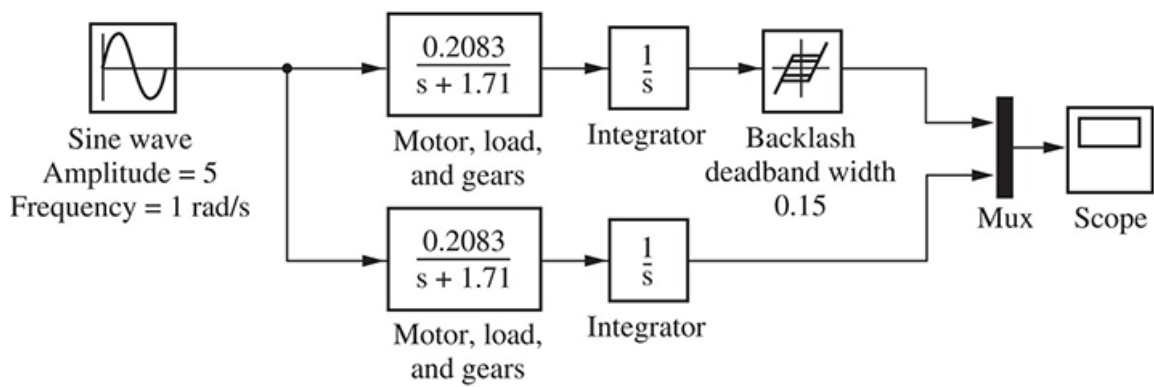 Sine wave
Amplitude = 5
Frequency = 1 rad/s
0.2083
s + 1.71
Motor, load,
and gears
1
s
Integrator
Backlash
deadband width
0.15
Mux
Scope
0.2083
s + 1.71
Motor, load,
and gears
1
s
Integrator